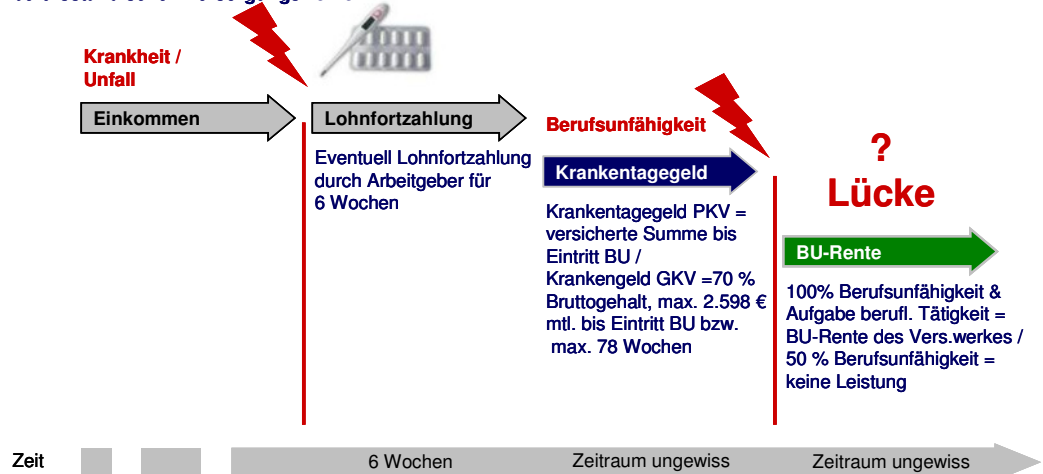 Krankheit /
Unfall
Einkommen
Lohnfortzahlung
Eventuell Lohnfortzahlung
durch Arbeitgeber für
6 Wochen
Berufsunfähigkeit
Krankentagegeld
Krankentagegeld PKV =
versicherte Summe bis
Eintritt BU /
Krankengeld GKV =70 %
Bruttogehalt, max. 2.598 €
mtl. bis Eintritt BU bzw.
max. 78 Wochen
?
Lücke
BU-Rente
100% Berufsunfähigkeit &
Aufgabe berufl. Tätigkeit =
BU-Rente des Vers.werkes /
50 % Berufsunfähigkeit =
keine Leistung
Zeit
6 Wochen
Zeitraum ungewiss
Zeitraum ungewiss